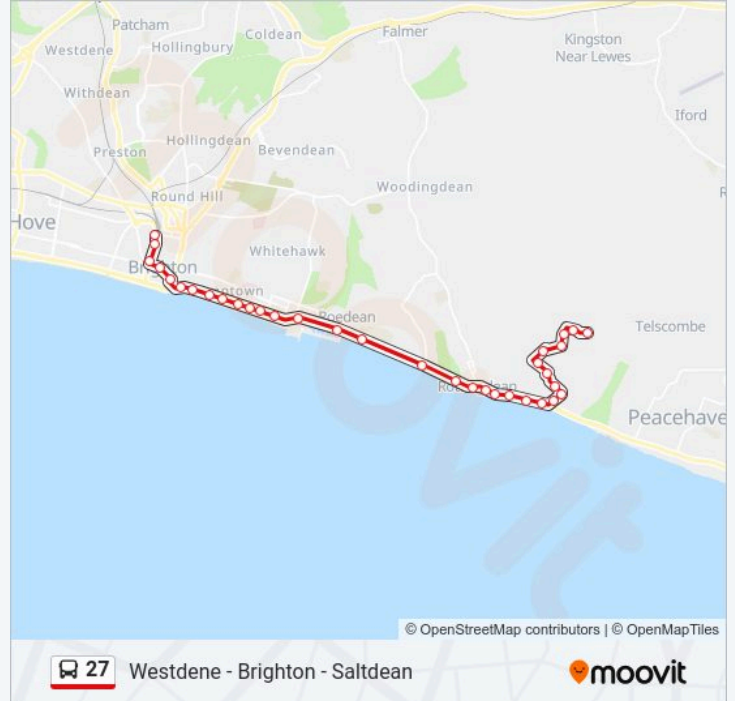 Patcham
Coldean
Falmer
Westdene
Hollingbury
Kingston
Near Lewes
Withdean
Iford
Hollingdean
Preston
Bevendean
Woodingdean
Round Hill
Hove
Whitehawk
Brighton
Roedean
Telscombe
Peacehave
© OpenStreetMap contributors | © OpenMapTiles
27 Westdene - Brighton - Saltdean
moovit